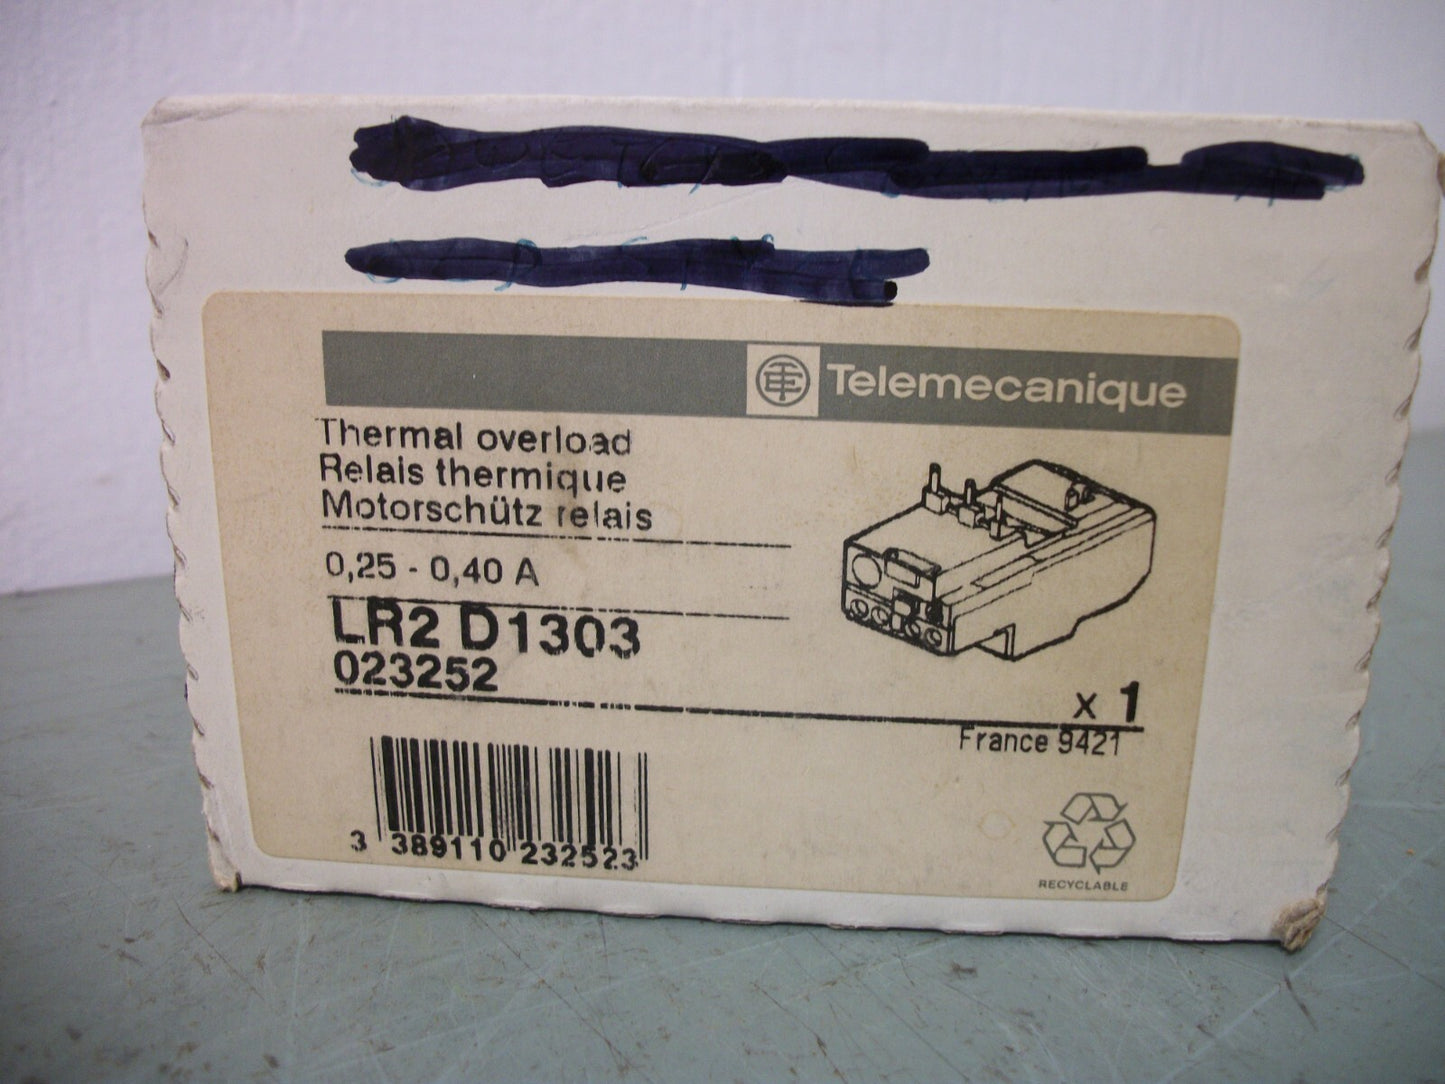 Telemecanique
Thermal overload
Relais thermique
Motorschütz relais
0,25 - 0,40 A
LR2 D1303
023252
x 1
France 9421
3 389110 232523
RECYCLABLE